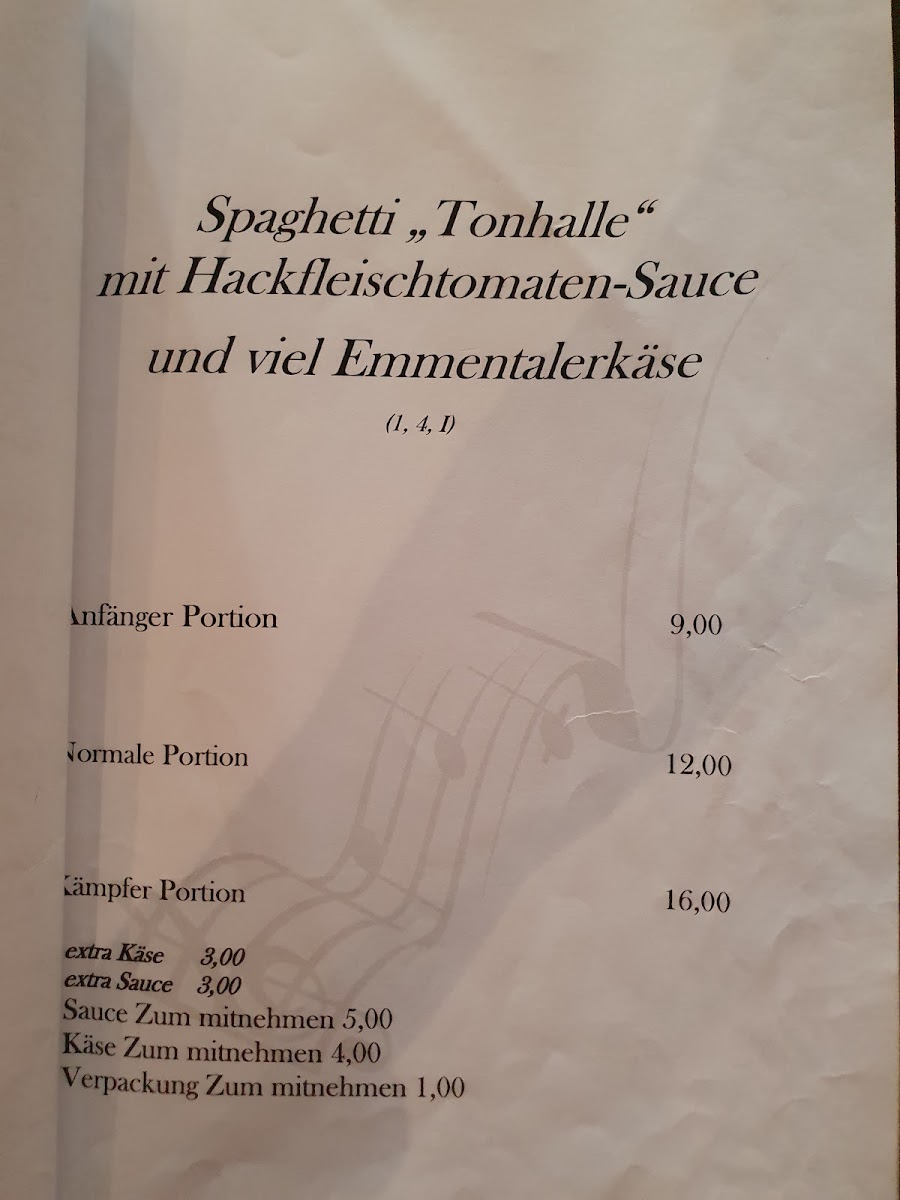 Spaghetti „Tonhalle“
mit Hackfleischtomaten-Sauce
und viel Emmentalerkäse
(1, 4, I)
Anfänger Portion 9,00
Normale Portion 12,00
Kämpfer Portion 16,00
extra Käse 3,00
extra Sauce 3,00
Sauce Zum mitnehmen 5,00
Käse Zum mitnehmen 4,00
Verpackung Zum mitnehmen 1,00